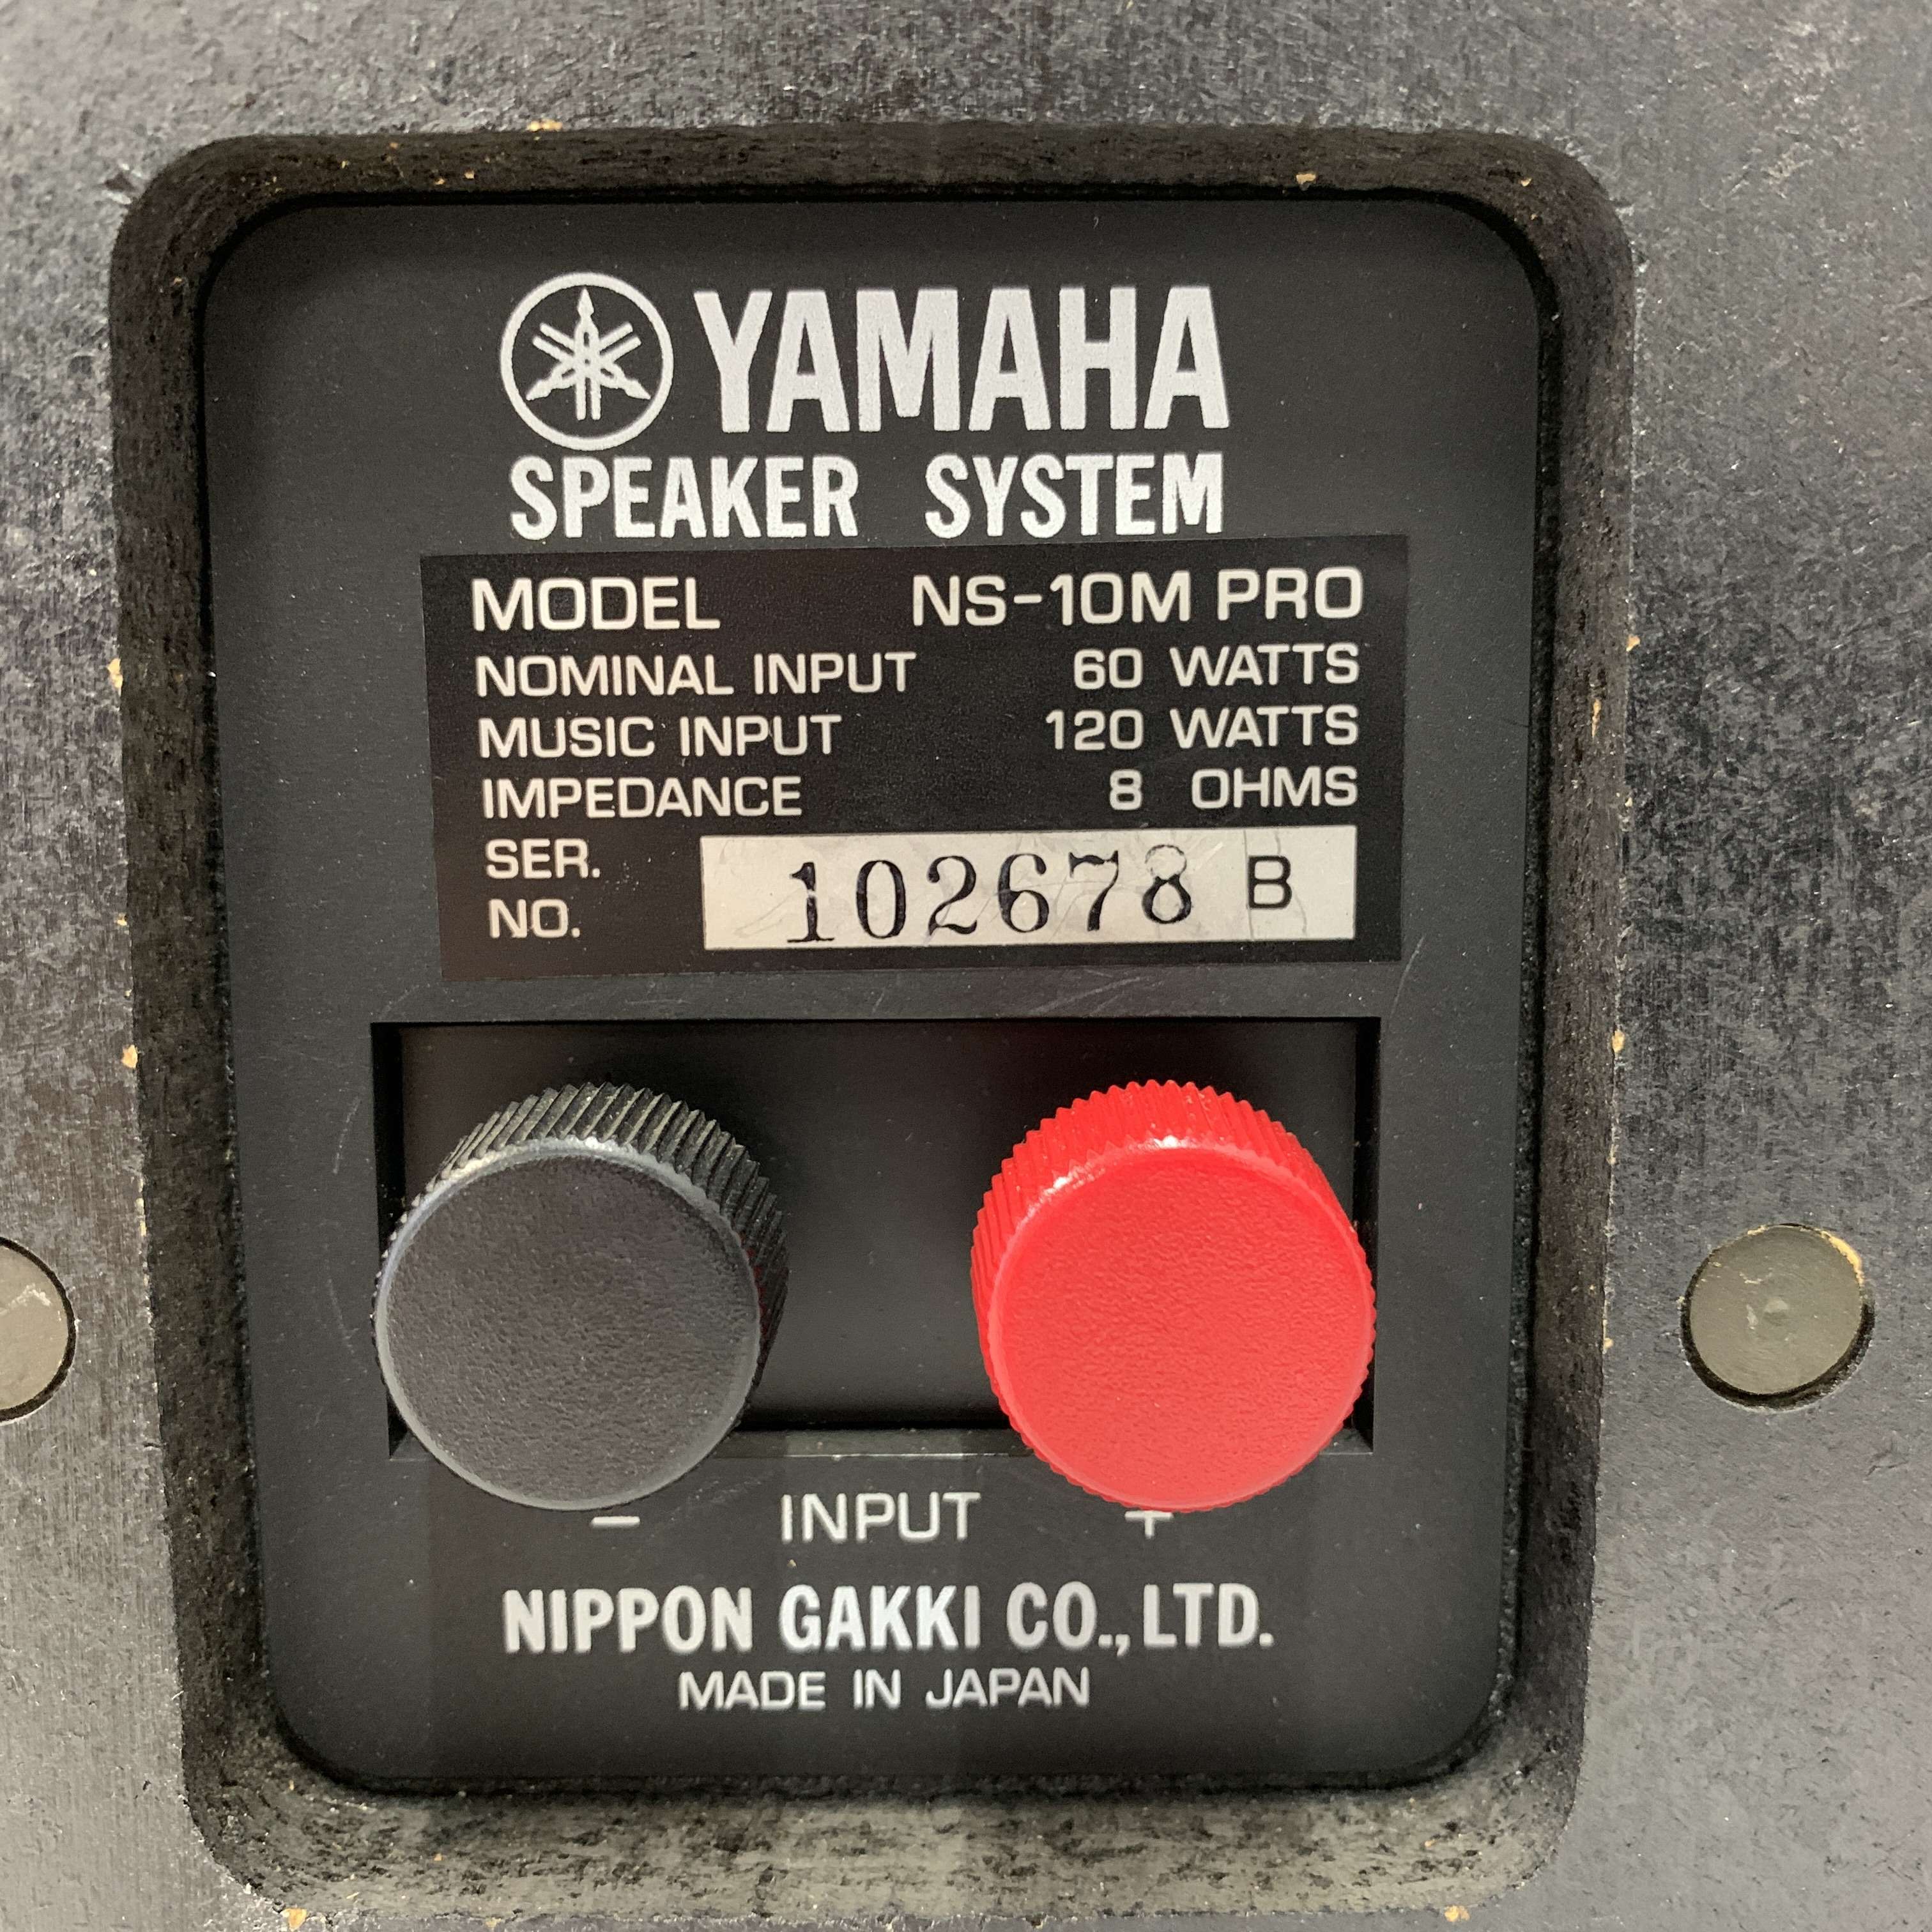 YAMAHA
SPEAKER SYSTEM
MODEL NS-10M PRO
NOMINAL INPUT 60 WATTS
MUSIC INPUT 120 WATTS
IMPEDANCE 8 OHMS
SER.
NO. 102678 B
- INPUT +
NIPPON GAKKI CO., LTD.
MADE IN JAPAN